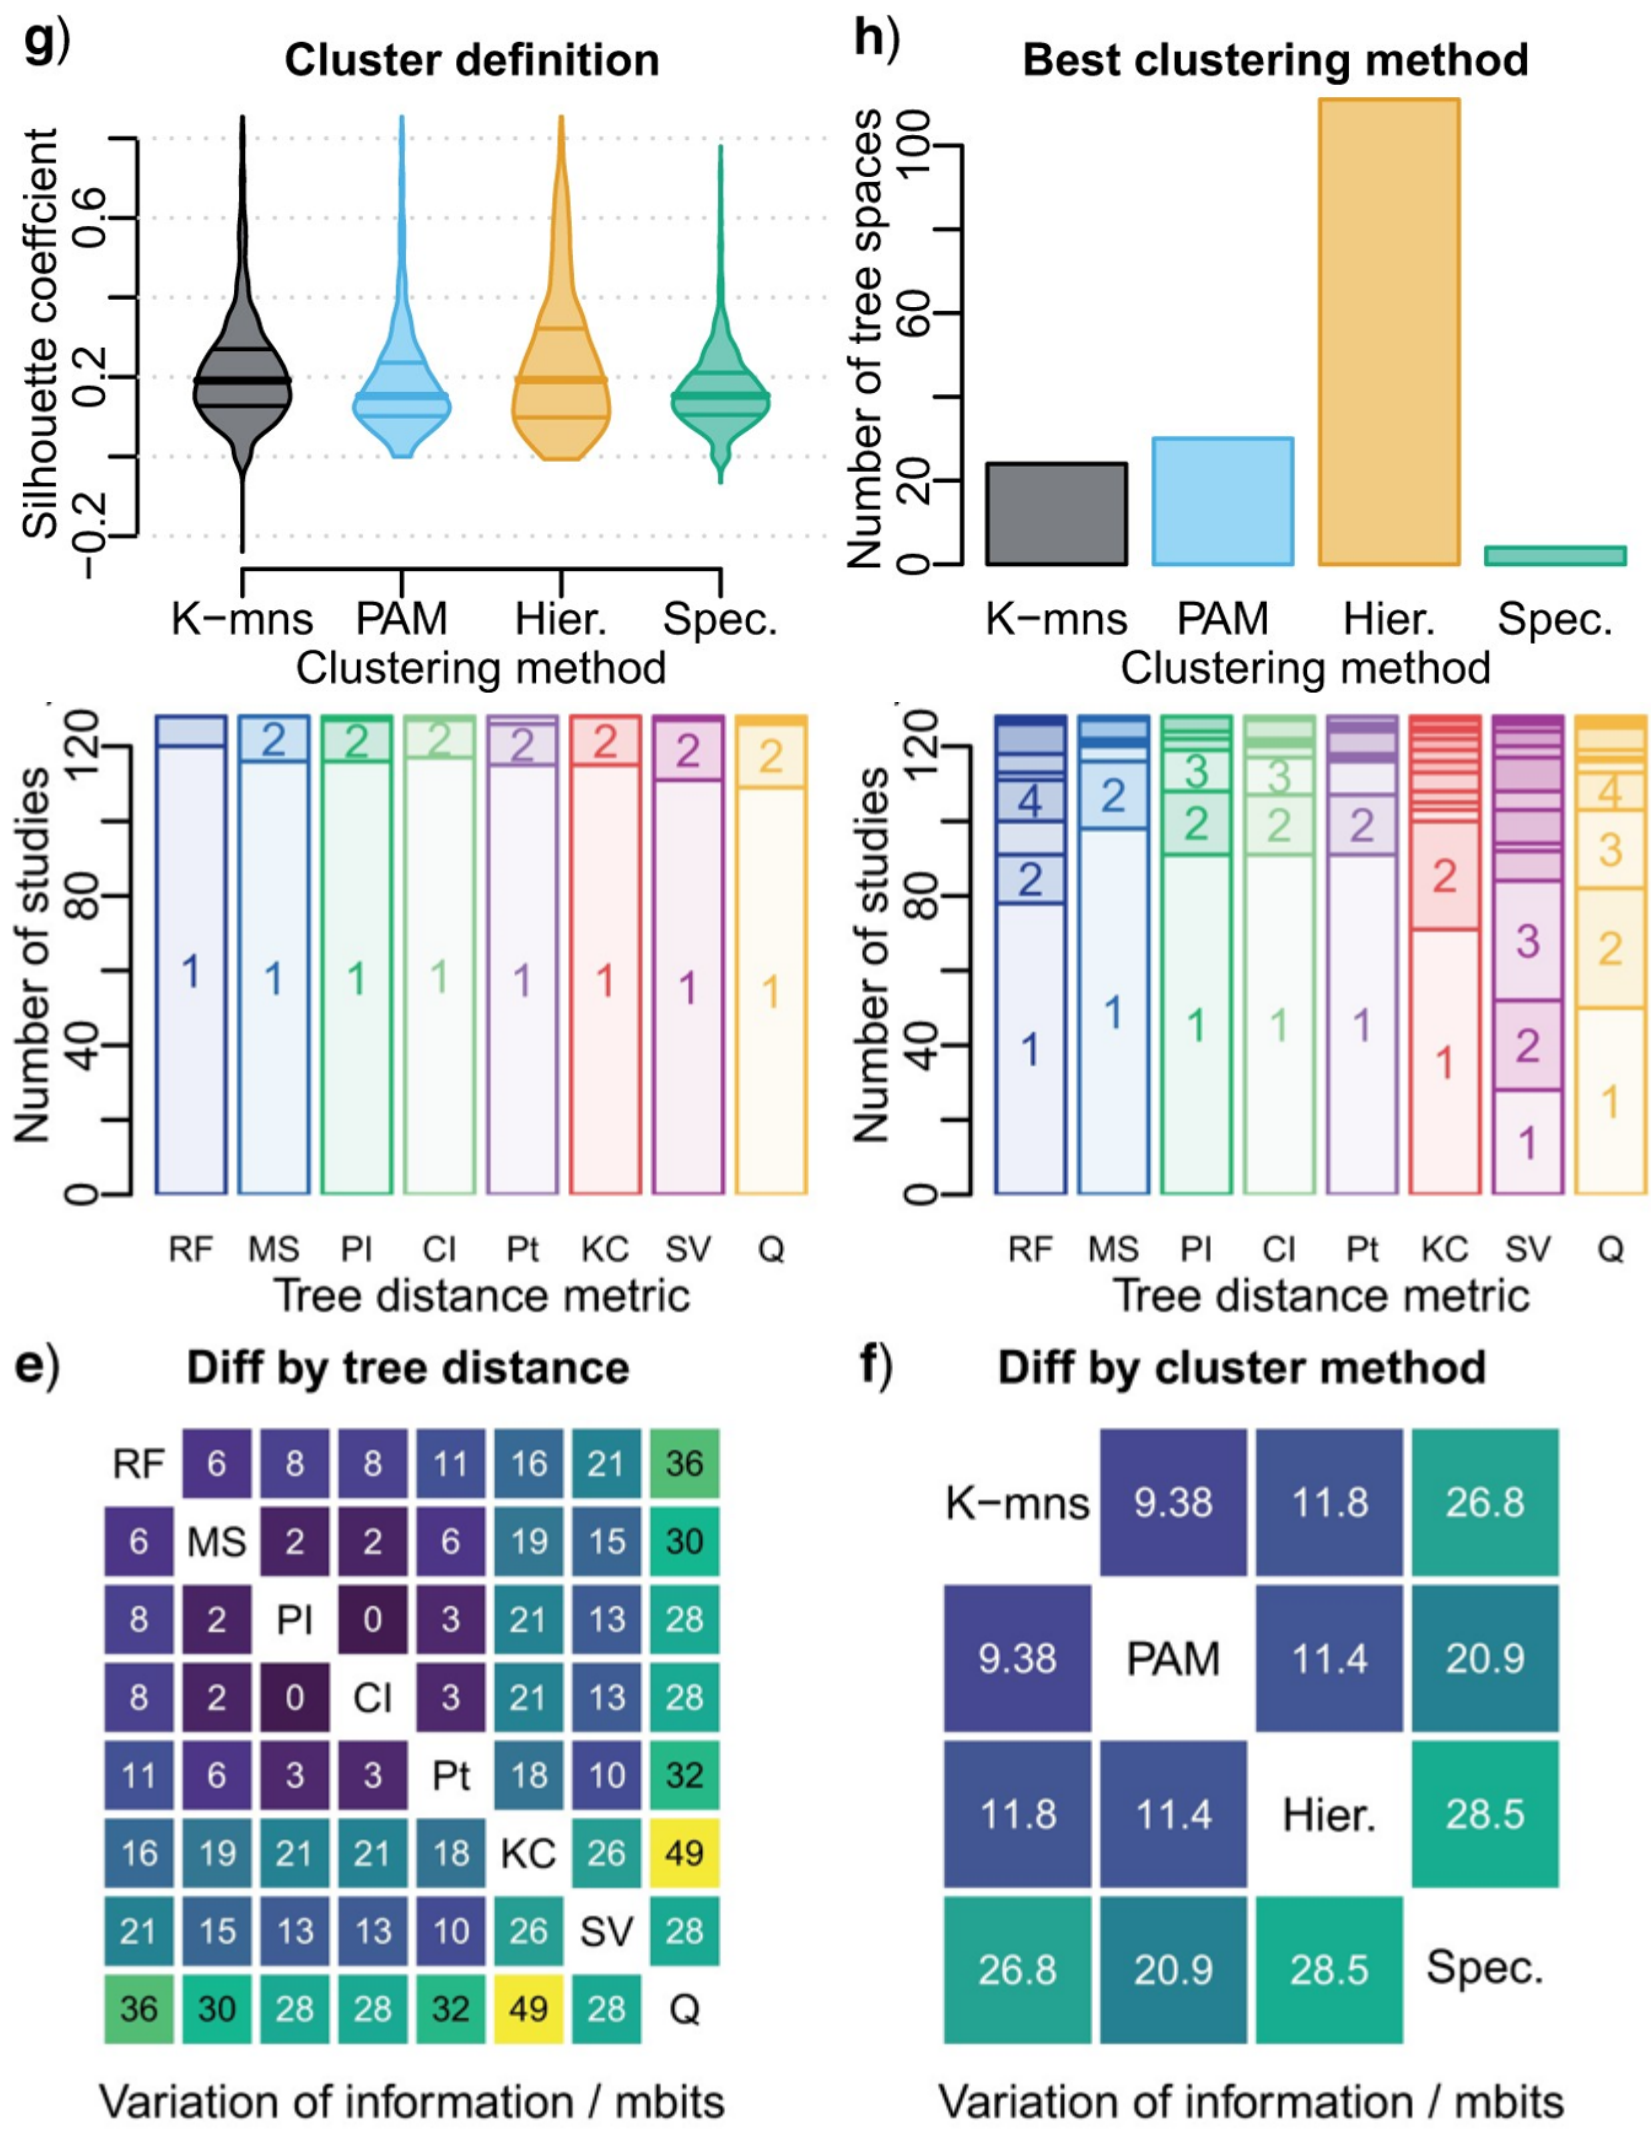 g)
Cluster definition
Silhouette coeffcient
0.6
0.2
−0.2
K−mns PAM Hier. Spec.
Clustering method
h)
Best clustering method
Number of tree spaces
100
60
20
0
K−mns PAM Hier. Spec.
Clustering method
Number of studies
120
80
40
0
2 2 2 2 2 2 2
1 1 1 1 1 1 1 1
RF MS PI CI Pt KC SV Q
Tree distance metric
Number of studies
120
80
40
0
4 2 3 3 2 4
2 2 2 2 3 3
1 1 1 1 1 1 2 2
1 1
RF MS PI CI Pt KC SV Q
Tree distance metric
e)
Diff by tree distance
RF 6 8 8 11 16 21 36
6 MS 2 2 6 19 15 30
8 2 PI 0 3 21 13 28
8 2 0 CI 3 21 13 28
11 6 3 3 Pt 18 10 32
16 19 21 21 18 KC 26 49
21 15 13 13 10 26 SV 28
36 30 28 28 32 49 28 Q
Variation of information / mbits
f)
Diff by cluster method
K−mns 9.38 11.8 26.8
9.38 PAM 11.4 20.9
11.8 11.4 Hier. 28.5
26.8 20.9 28.5 Spec.
Variation of information / mbits